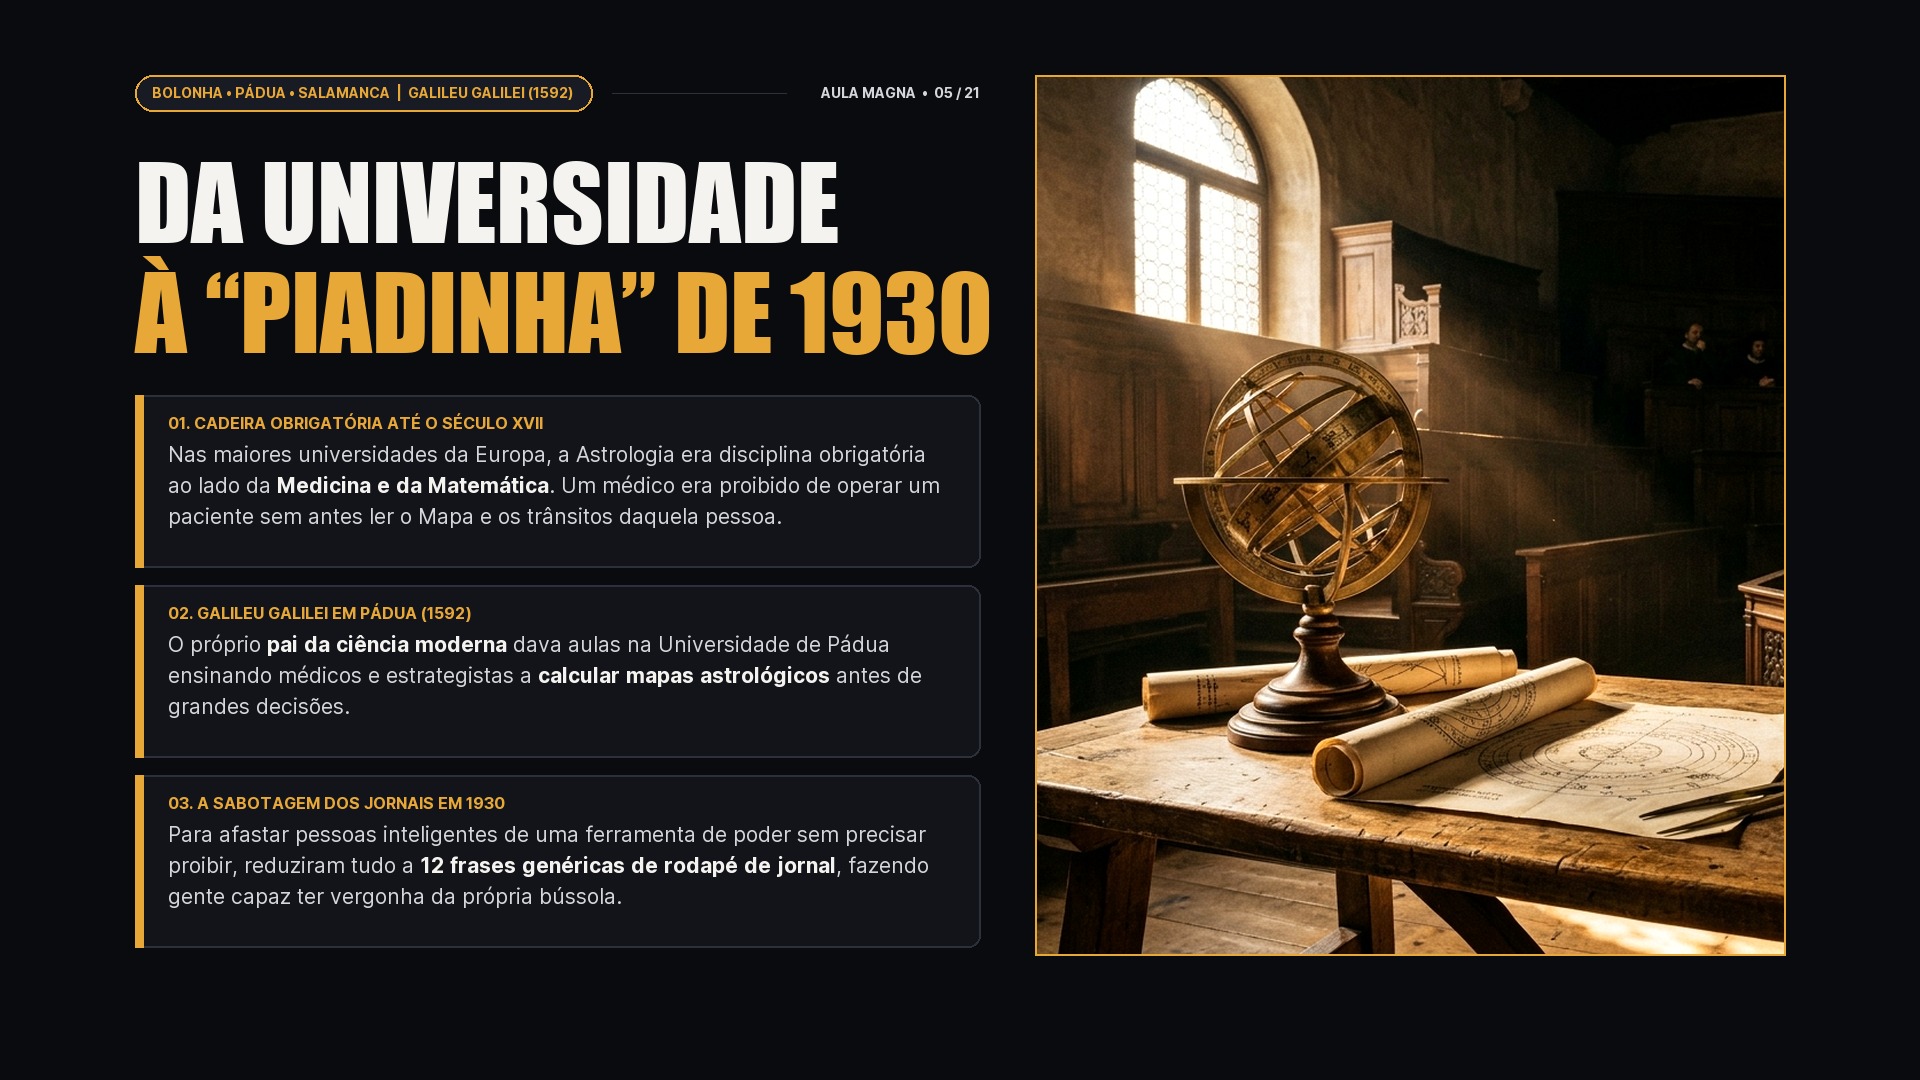 BOLONHA • PÁDUA • SALAMANCA | GALILEU GALILEI (1592)
AULA MAGNA • 05 / 21
DA UNIVERSIDADE
À “PIADINHA” DE 1930
01. CADEIRA OBRIGATÓRIA ATÉ O SÉCULO XVII
Nas maiores universidades da Europa, a Astrologia era disciplina obrigatória
ao lado da Medicina e da Matemática. Um médico era proibido de operar um
paciente sem antes ler o Mapa e os trânsitos daquela pessoa.
02. GALILEU GALILEI EM PÁDUA (1592)
O próprio pai da ciência moderna dava aulas na Universidade de Pádua
ensinando médicos e estrategistas a calcular mapas astrológicos antes de
grandes decisões.
03. A SABOTAGEM DOS JORNAIS EM 1930
Para afastar pessoas inteligentes de uma ferramenta de poder sem precisar
proibir, reduziram tudo a 12 frases genéricas de rodapé de jornal, fazendo
gente capaz ter vergonha da própria bússola.